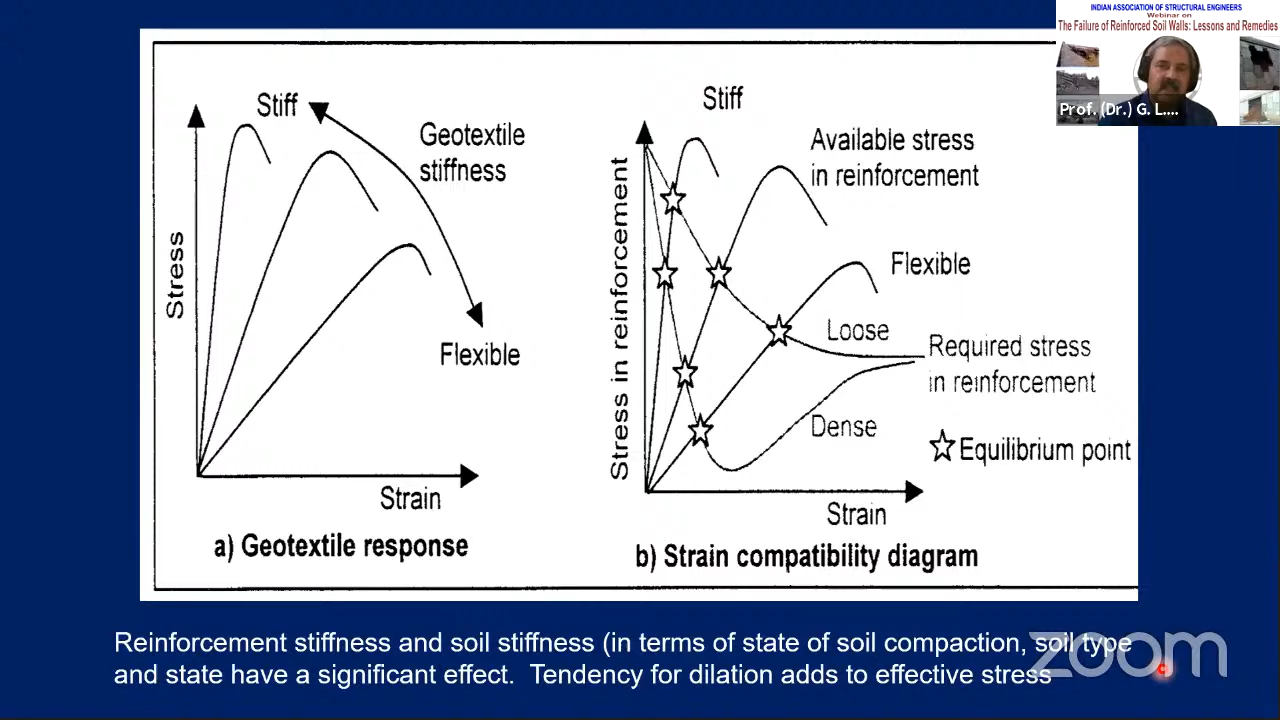 INDIAN ASSOCIATION OF STRUCTURAL ENGINEERS
Webinar on
The Failure of Reinforced Soil Walls: Lessons and Remedies
Prof. (Dr.) G. L....
Stiff
Geotextile
stiffness
Stress
Flexible
Strain
a) Geotextile response
Stiff
Available stress
in reinforcement
Stress in reinforcement
Flexible
Loose
Required stress
in reinforcement
Dense
Equilibrium point
Strain
b) Strain compatibility diagram
Reinforcement stiffness and soil stiffness (in terms of state of soil compaction, soil type
and state have a significant effect. Tendency for dilation adds to effective stress
zoom